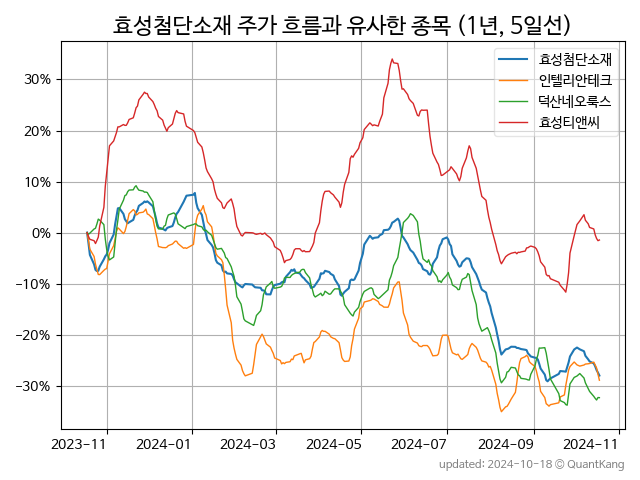 효성첨단소재 주가 흐름과 유사한 종목 (1년, 5일선)
효성첨단소재
인텔리안테크
덕산네오룩스
효성티앤씨
30%
20%
10%
0%
−10%
−20%
−30%
2023-11 2024-01 2024-03 2024-05 2024-07 2024-09 2024-11
updated: 2024-10-18 © QuantKang